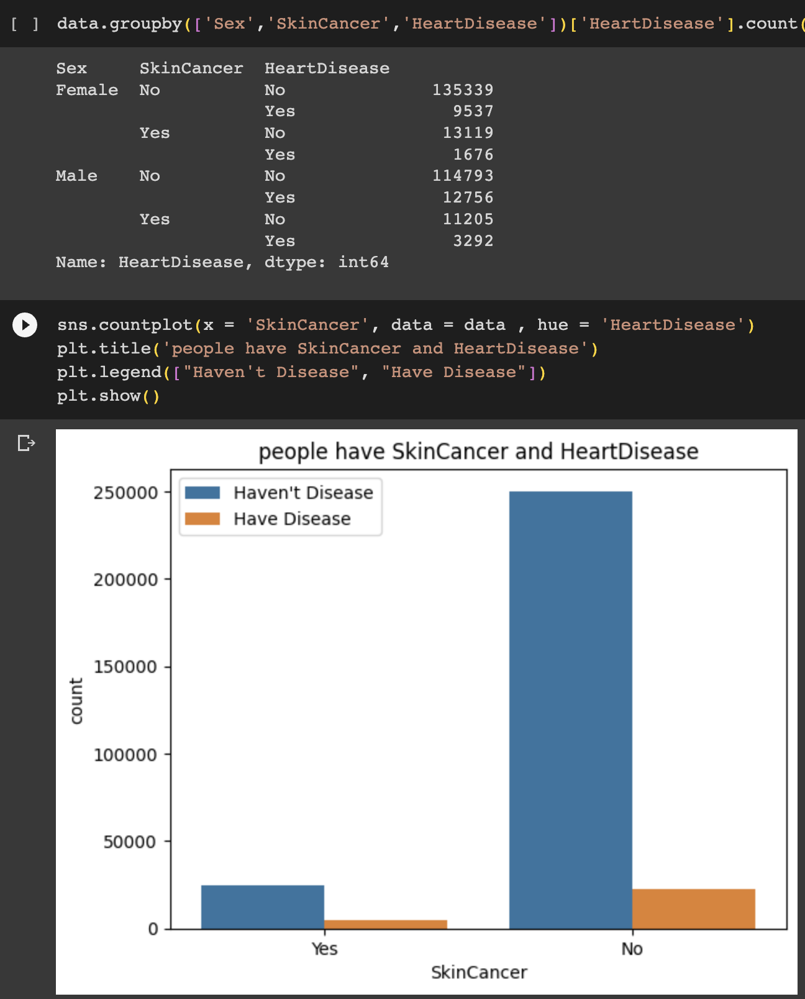 [ ] data.groupby(['Sex','SkinCancer','HeartDisease'])['HeartDisease'].count(
Sex SkinCancer HeartDisease
Female No No 135339
Yes 9537
Yes No 13119
Yes 1676
Male No No 114793
Yes 12756
Yes No 11205
Yes 3292
Name: HeartDisease, dtype: int64
sns.countplot(x = 'SkinCancer', data = data , hue = 'HeartDisease')
plt.title('people have SkinCancer and HeartDisease')
plt.legend(["Haven't Disease", "Have Disease"])
plt.show()
people have SkinCancer and HeartDisease
Haven't Disease
Have Disease
250000
200000
150000
100000
50000
0
count
Yes No
SkinCancer